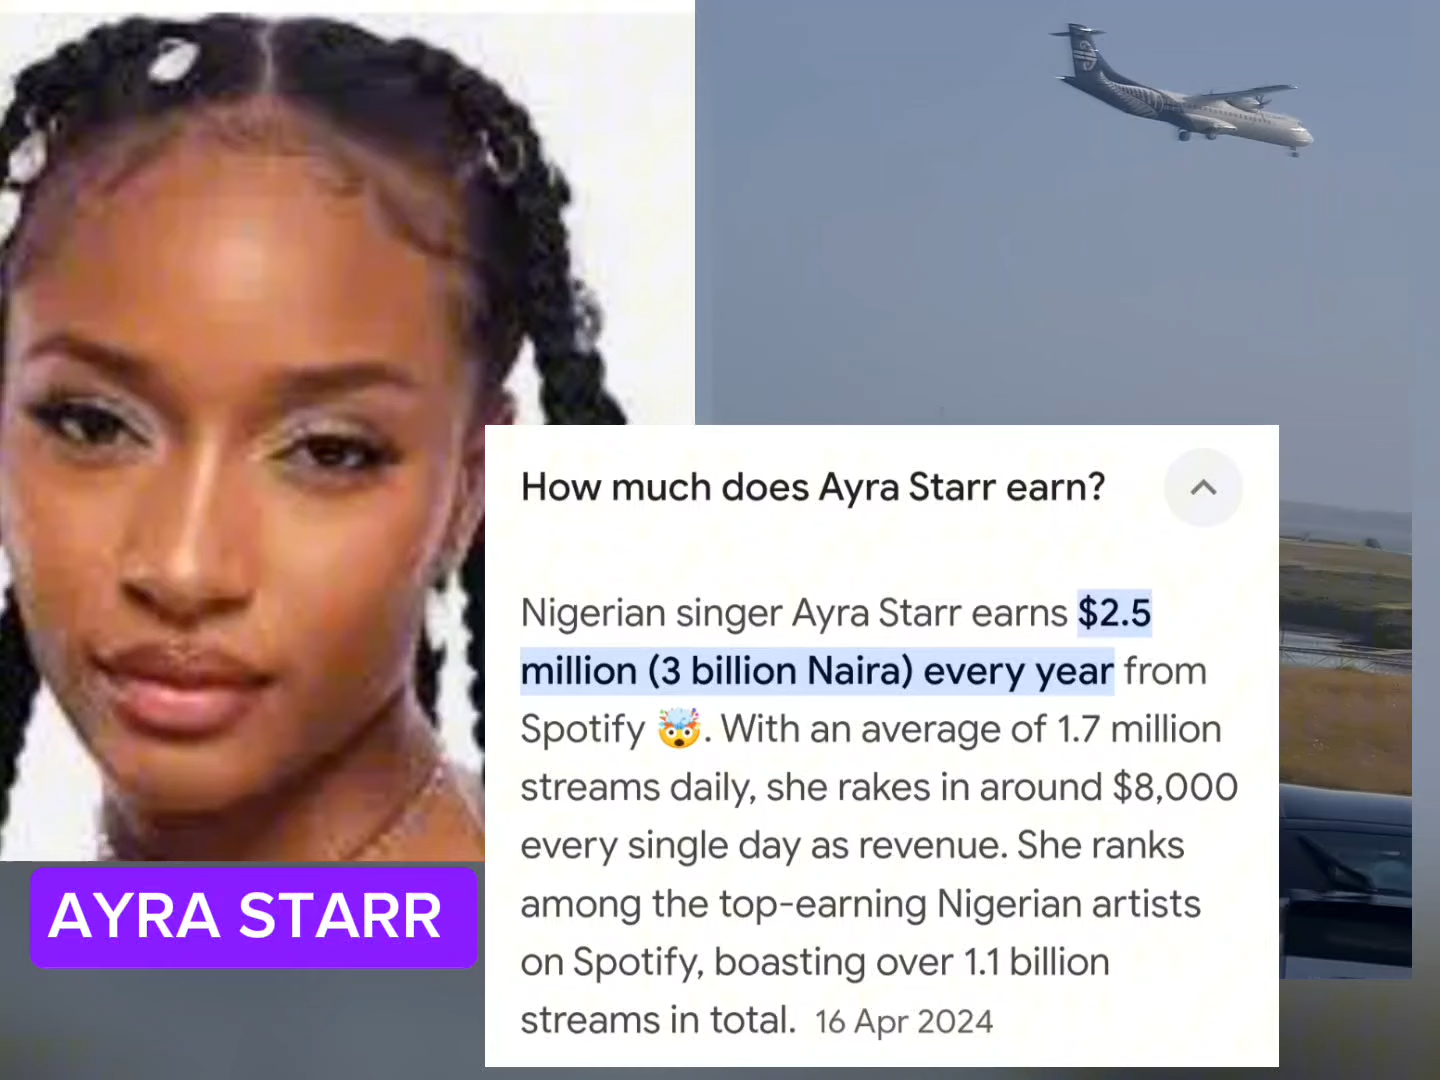 How much does Ayra Starr earn?
Nigerian singer Ayra Starr earns $2.5
million (3 billion Naira) every year from
Spotify 🤯. With an average of 1.7 million
streams daily, she rakes in around $8,000
every single day as revenue. She ranks
among the top-earning Nigerian artists
on Spotify, boasting over 1.1 billion
streams in total. 16 Apr 2024
AYRA STARR